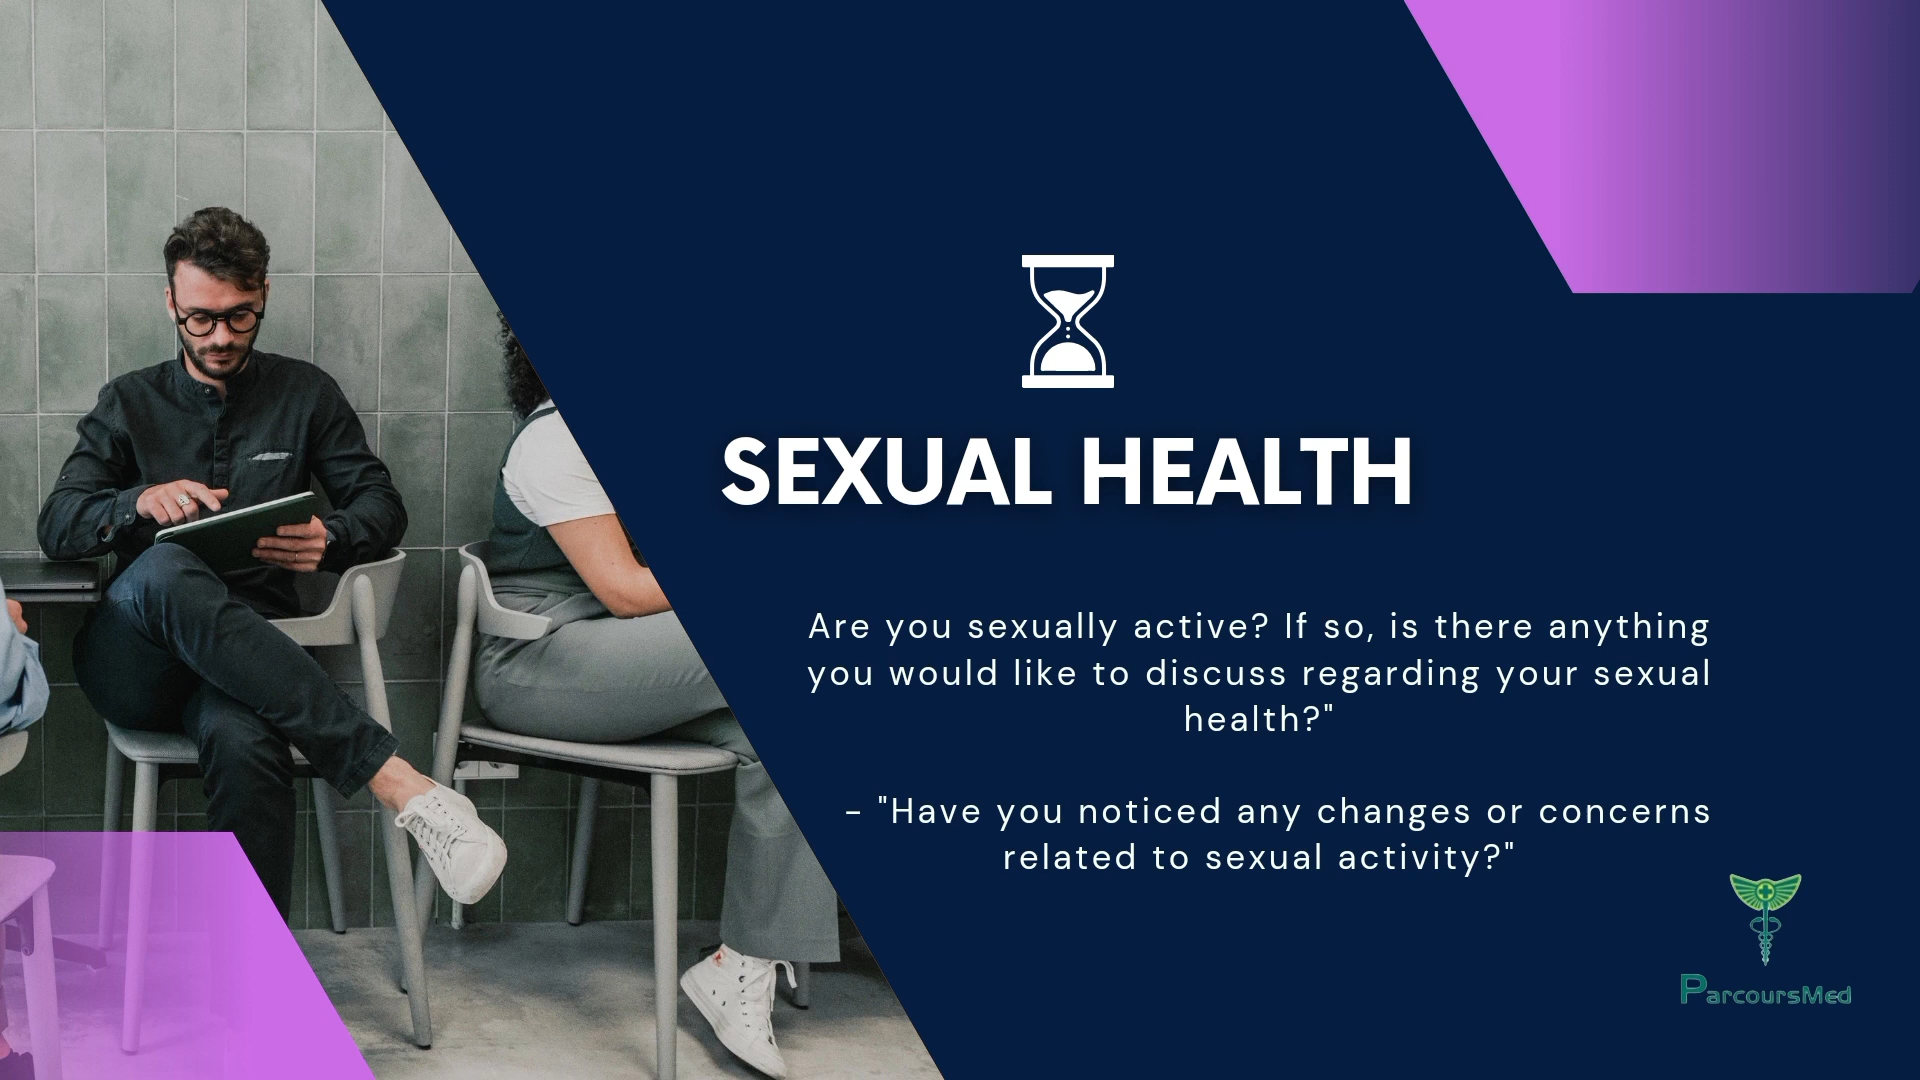 SEXUAL HEALTH
Are you sexually active? If so, is there anything
you would like to discuss regarding your sexual
health?"
- "Have you noticed any changes or concerns
related to sexual activity?"
ParcoursMed